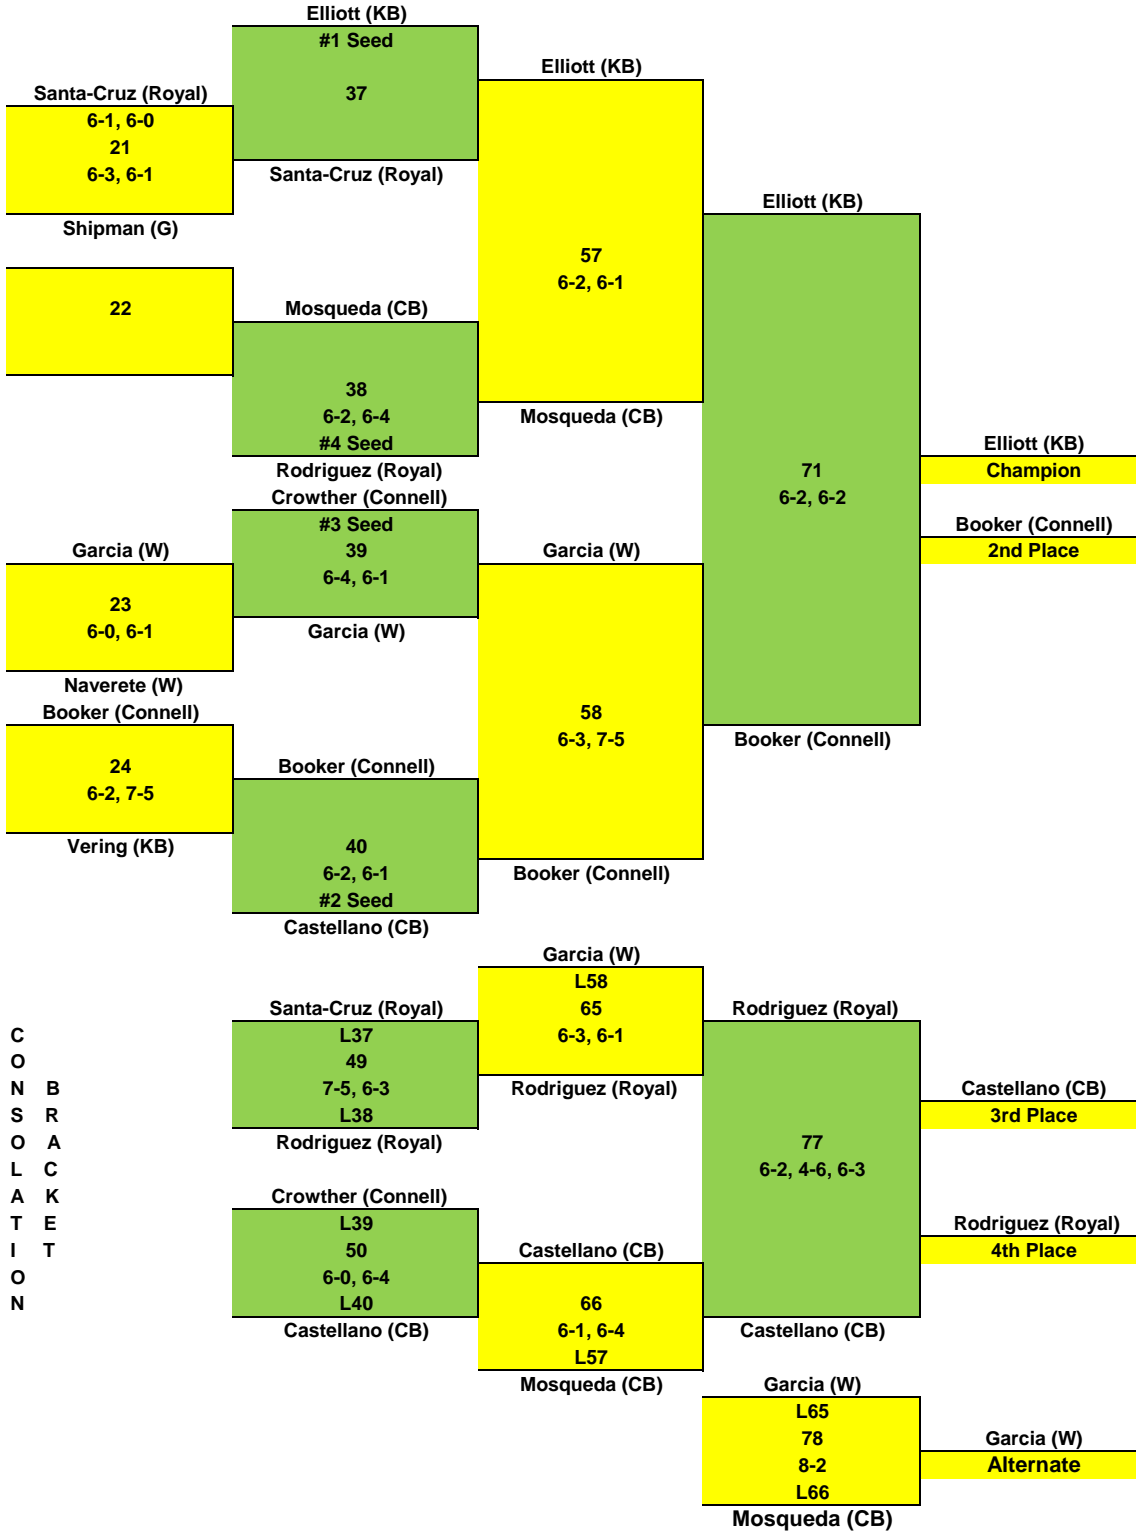 Elliott (KB)
#1 Seed
Elliott (KB)
Santa-Cruz (Royal)
37
6-1, 6-0
21
6-3, 6-1
Santa-Cruz (Royal)
Elliott (KB)
Shipman (G)
57
6-2, 6-1
22
Mosqueda (CB)
38
6-2, 6-4
Mosqueda (CB)
#4 Seed
Elliott (KB)
Rodriguez (Royal)
71
Champion
Crowther (Connell)
6-2, 6-2
#3 Seed
Booker (Connell)
Garcia (W)
39
Garcia (W)
2nd Place
6-4, 6-1
23
6-0, 6-1
Garcia (W)
Naverete (W)
Booker (Connell)
58
6-3, 7-5
Booker (Connell)
24
Booker (Connell)
6-2, 7-5
Vering (KB)
40
6-2, 6-1
Booker (Connell)
#2 Seed
Castellano (CB)
Garcia (W)
L58
Santa-Cruz (Royal)
65
Rodriguez (Royal)
C
L37
6-3, 6-1
O
49
N B
7-5, 6-3
Rodriguez (Royal)
Castellano (CB)
S R
L38
3rd Place
O A
Rodriguez (Royal)
77
L C
6-2, 4-6, 6-3
A K
Crowther (Connell)
T E
L39
Rodriguez (Royal)
I T
50
Castellano (CB)
4th Place
O
6-0, 6-4
N
L40
66
Castellano (CB)
6-1, 6-4
Castellano (CB)
L57
Mosqueda (CB)
Garcia (W)
L65
78
Garcia (W)
8-2
Alternate
L66
Mosqueda (CB)